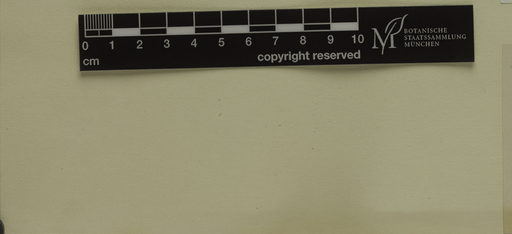 0 1 2 3 4 5 6 7 8 9 10
cm
copyright reserved
M
BOTANISCHE
STAATSSAMMLUNG
MÜNCHEN